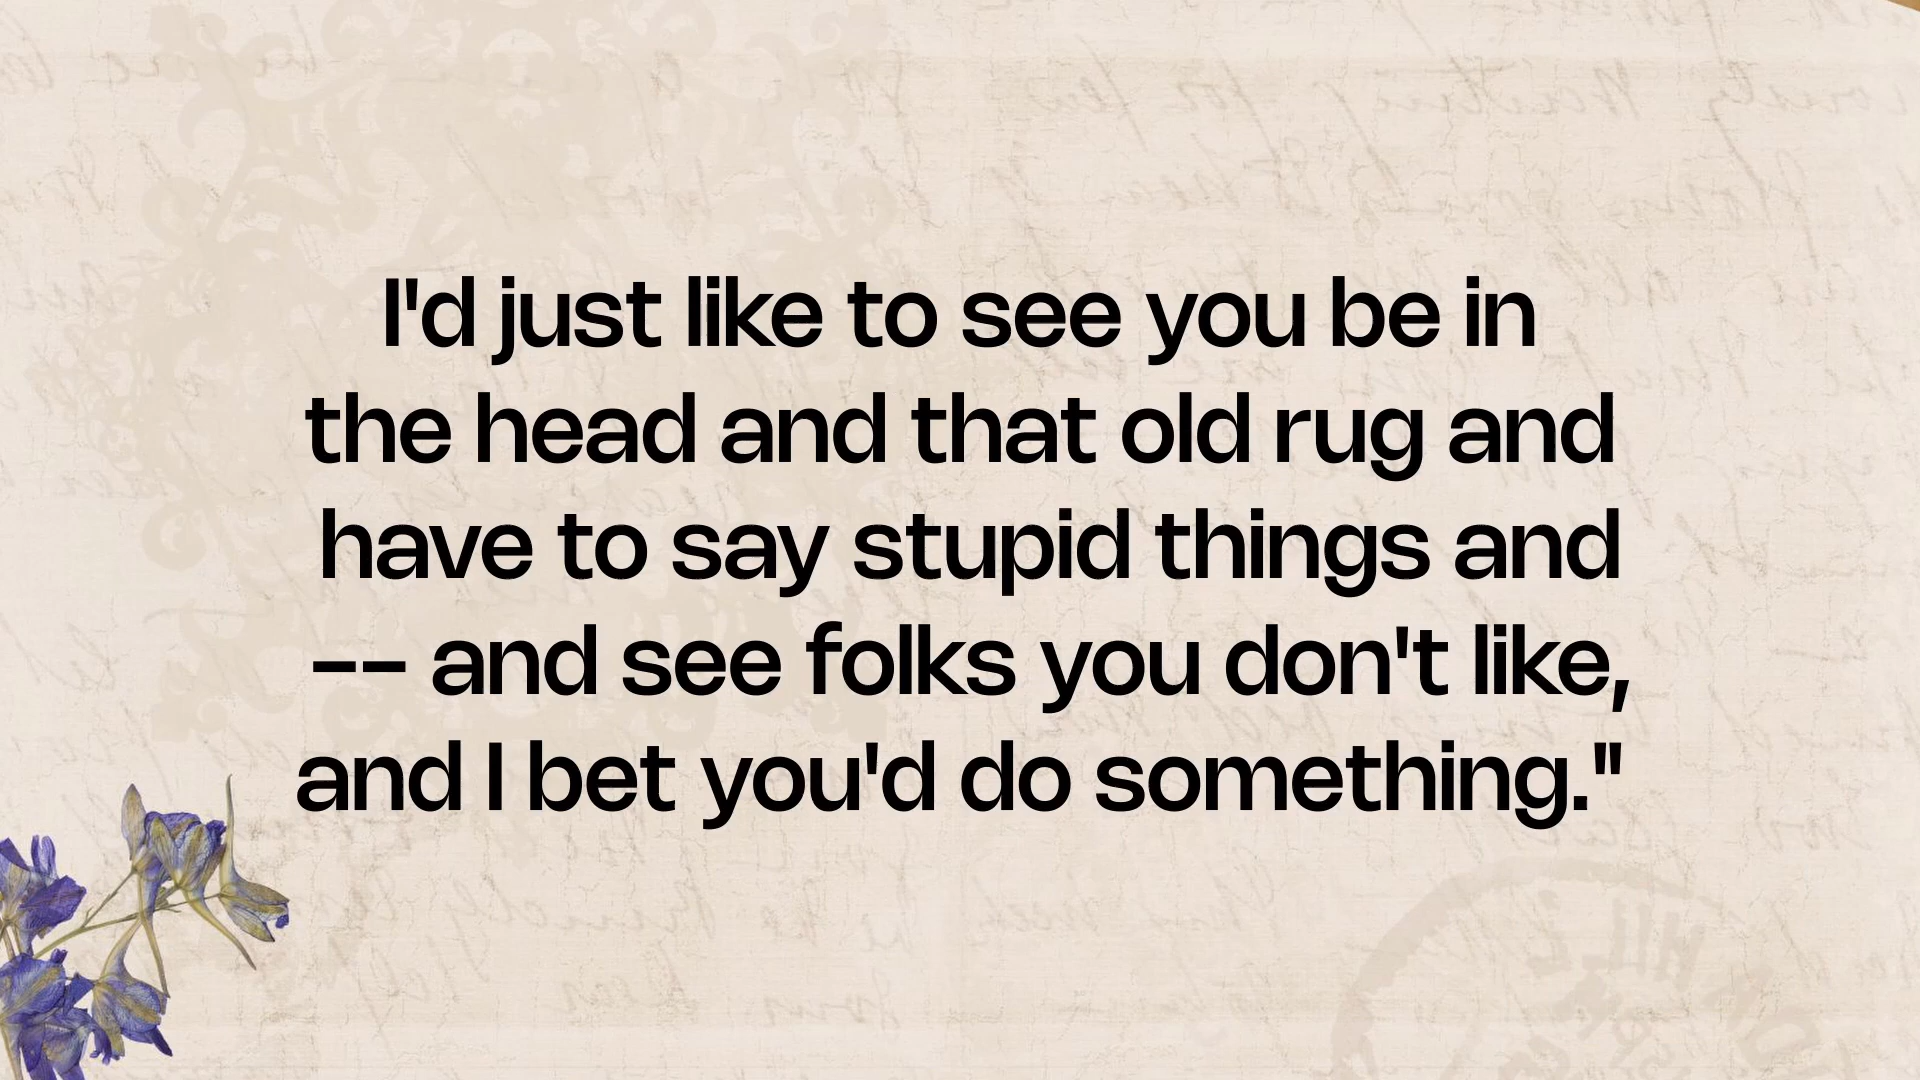 I'd just like to see you be in
the head and that old rug and
have to say stupid things and
-- and see folks you don't like,
and I bet you'd do something."